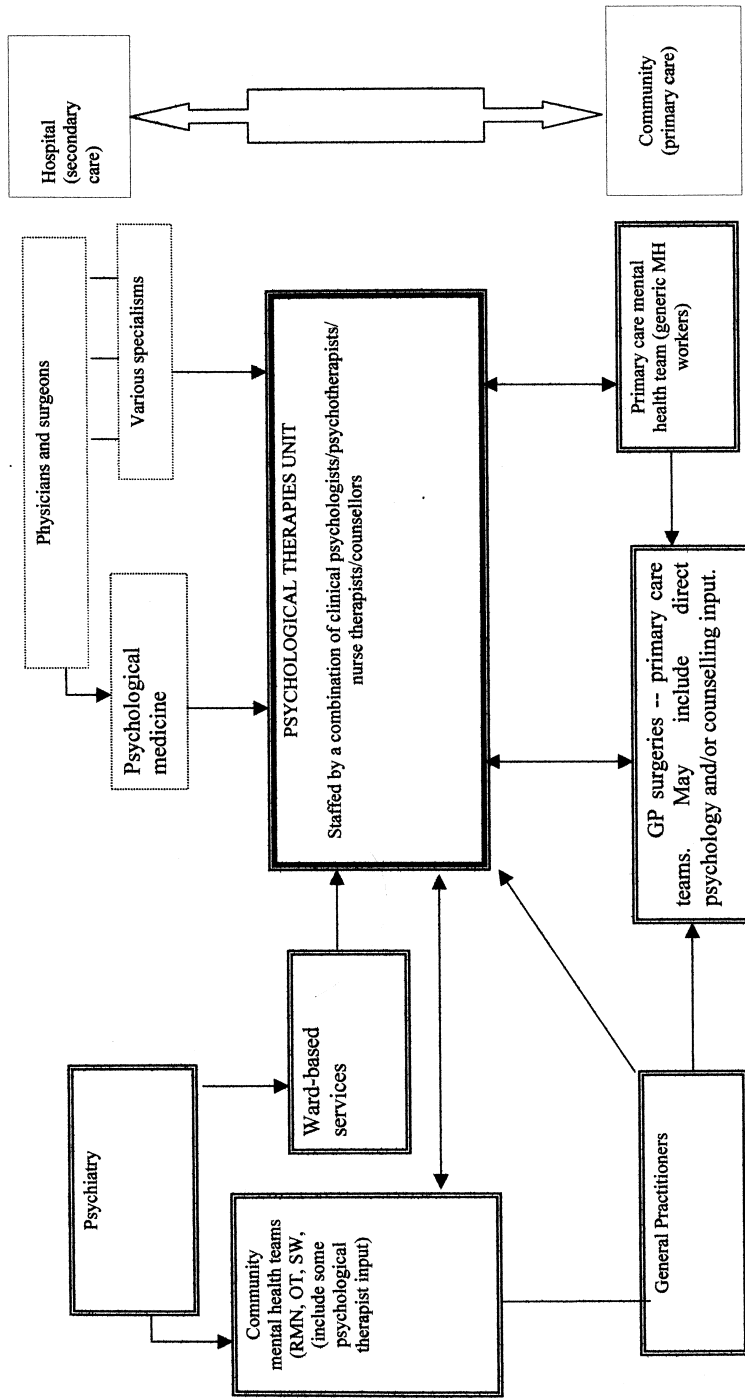 Psychiatry
Community
mental health teams
(RMN, OT, SW,
(include some
psychological
therapist input)
Ward-based
services
General Practitioners
Physicians and surgeons
Psychological
medicine
Various specialisms
PSYCHOLOGICAL THERAPIES UNIT
Staffed by a combination of clinical psychologists/psychotherapists/
nurse therapists/counsellors
GP surgeries -- primary care
teams. May include direct
psychology and/or counselling input.
Primary care mental
health team (generic MH
workers)
Hospital
(secondary
care)
Community
(primary care)